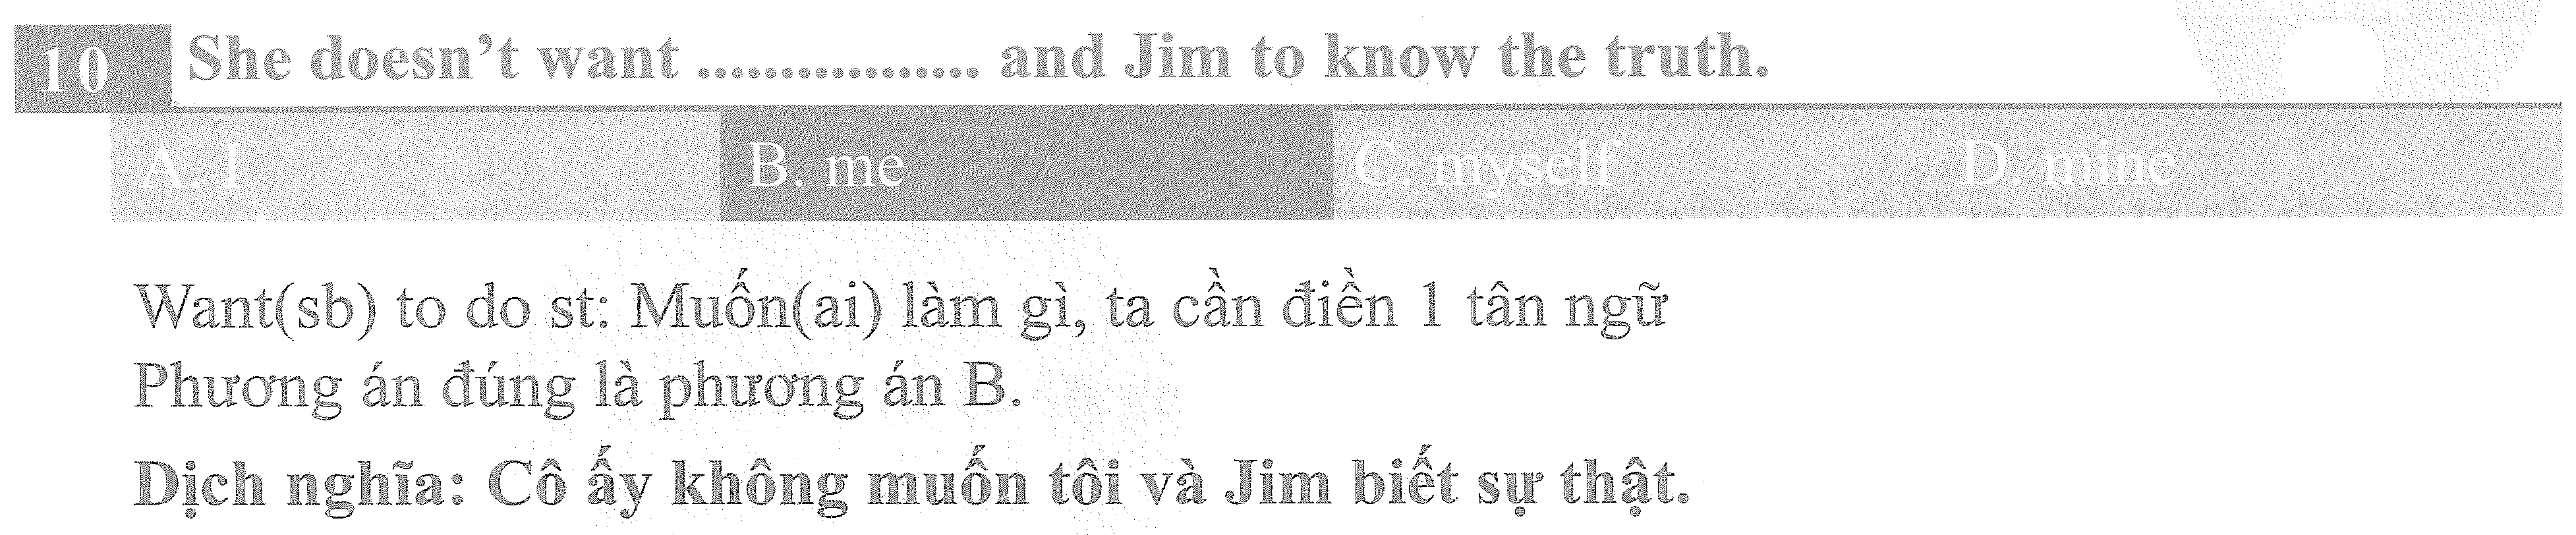 10 She doesn't want ................. and Jim to know the truth.
A. I B. me C. myself D. mine
Want(sb) to do st: Muốn(ai) làm gì, ta cần điền 1 tân ngữ
Phương án đúng là phương án B.
Dịch nghĩa: Cô ấy không muốn tôi và Jim biết sự thật.